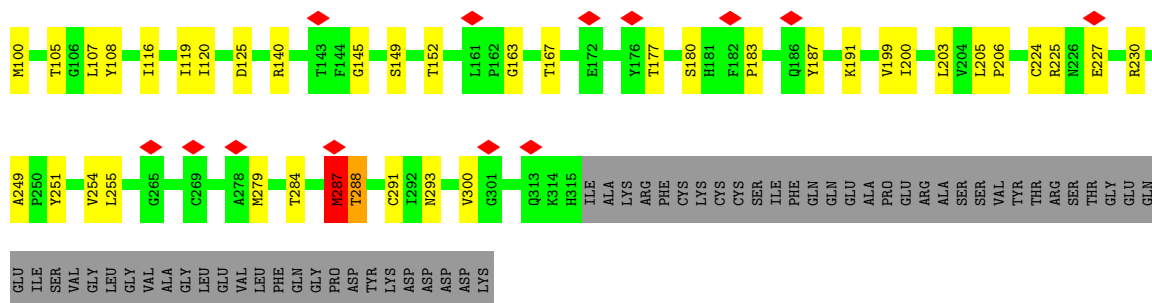 M100 T105 G106 L107 Y108 I116 I119 I120 D125 R140 T143 F144 G145 S149 T152 L161 P162 G163 T167 E172 Y176 T177 S180 H181 F182 P183 Q186 Y187 K191 V199 I200 L203 V204 L205 P206 C224 R225 N226 E227 R230
A249 P250 Y251 V254 L255 G265 C269 A278 M279 T284 M287 T288 C291 I292 N293 V300 G301 Q313 K314 H315 ILE ALA LYS ARG PHE CYS LYS CYS CYS SER ILE PHE GLN GLN GLU ALA PRO GLU ARG ALA SER SER VAL TYR THR ARG SER THR GLY GLU GLN
GLU ILE SER VAL GLY LEU GLY VAL ALA GLY LEU GLU VAL LEU PHE GLN GLY PRO ASP TYR LYS ASP ASP ASP ASP LYS